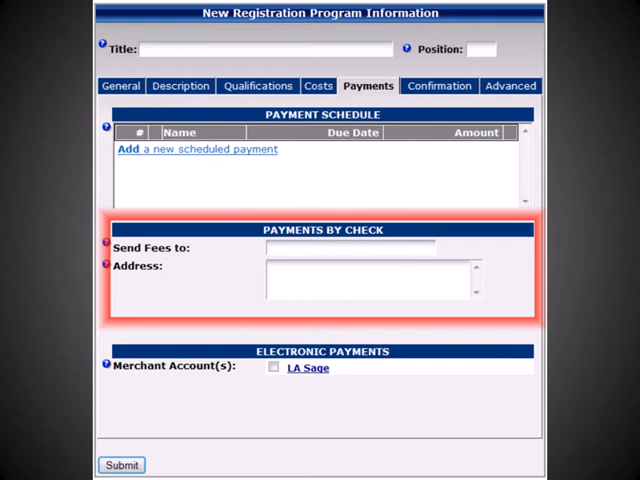 New Registration Program Information
Title: Position:
General Description Qualifications Costs Payments Confirmation Advanced
PAYMENT SCHEDULE
# Name Due Date Amount
Add a new scheduled payment
PAYMENTS BY CHECK
Send Fees to:
Address:
ELECTRONIC PAYMENTS
Merchant Account(s): LA Sage
Submit